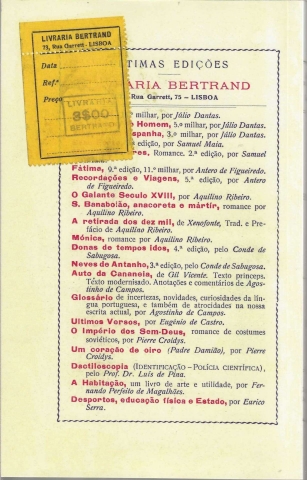 LIVRARIA BERTRAND
73, Rua Garrett - LISBOA
Data
Ref.ª
Preço
LIVRARIA
8$00
BERTRAND
TIMAS EDIÇÕES
ARIA BERTRAND
Rua Garrett, 75 — LISBOA
milhar, por Júlio Dantas.
Homem, 5.º milhar, por Júlio Dantas.
spanha, 3.º milhar, por Júlio Dantas.
por Samuel Maia.
res, Romance. 2.ª edição, por Samuel
Fátima, 9.ª edição, 11.º milhar, por Antero de Figueiredo.
Recordações e Viagens, 5.ª edição, por Antero
de Figueiredo.
O Galante Seculo XVIII, por Aquilino Ribeiro.
S. Banaboião, anacoreta e mártir, romance por
Aquilino Ribeiro.
A retirada dos dez mil, de Xenofonte, Trad. e Pre-
fácio de Aquilino Ribeiro.
Mónica, romance por Aquilino Ribeiro.
Donas de tempos idos, 4.ª edição, pelo Conde de
Sabugosa.
Neves de Antanho, 3.ª edição, pelo Conde de Sabugosa.
Auto da Cananeia, de Gil Vicente. Texto princeps.
Têxto modernisado. Anotações e comentários de Agos-
tinho de Campos.
Glossário de incertezas, novidades, curiosidades da lín-
gua portuguesa, e também de atrocidades na nossa
escrita actual, por Agostinho de Campos.
Ultimos Versos, por Eugénio de Castro.
O Império dos Sem-Deus, romance de costumes
soviéticos, por Pierre Croidys.
Um coração de oiro (Padre Damião), por Pierre
Croidys.
Dactiloscopia (IDENTIFICAÇÃO – POLÍCIA CIENTÍFICA),
pelo Prof. Dr. Luís de Pina.
A Habitação, um livro de arte e utilidade, por Fer-
nando Perfeito de Magalhães.
Desportos, educação física e Estado, por Eurico
Serra.